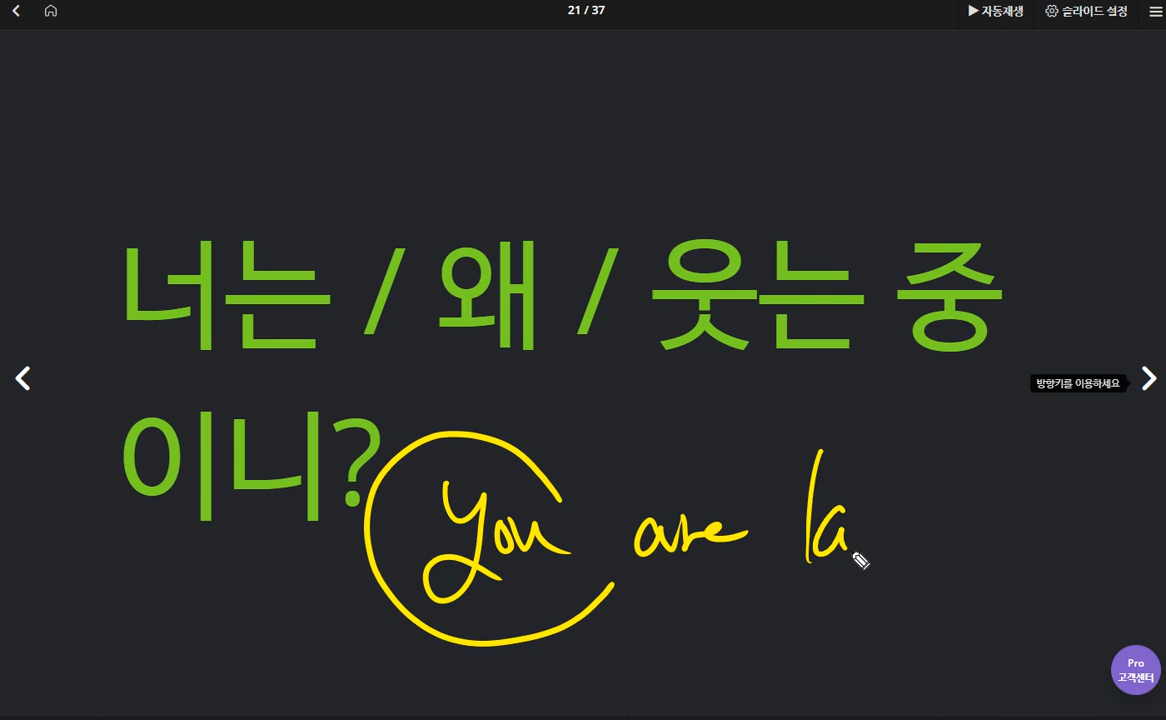 21 / 37
▶ 자동재생
슬라이드 설정
너는 / 왜 / 웃는 중
방향키를 이용하세요
이니?
You are
Pro
고객센터